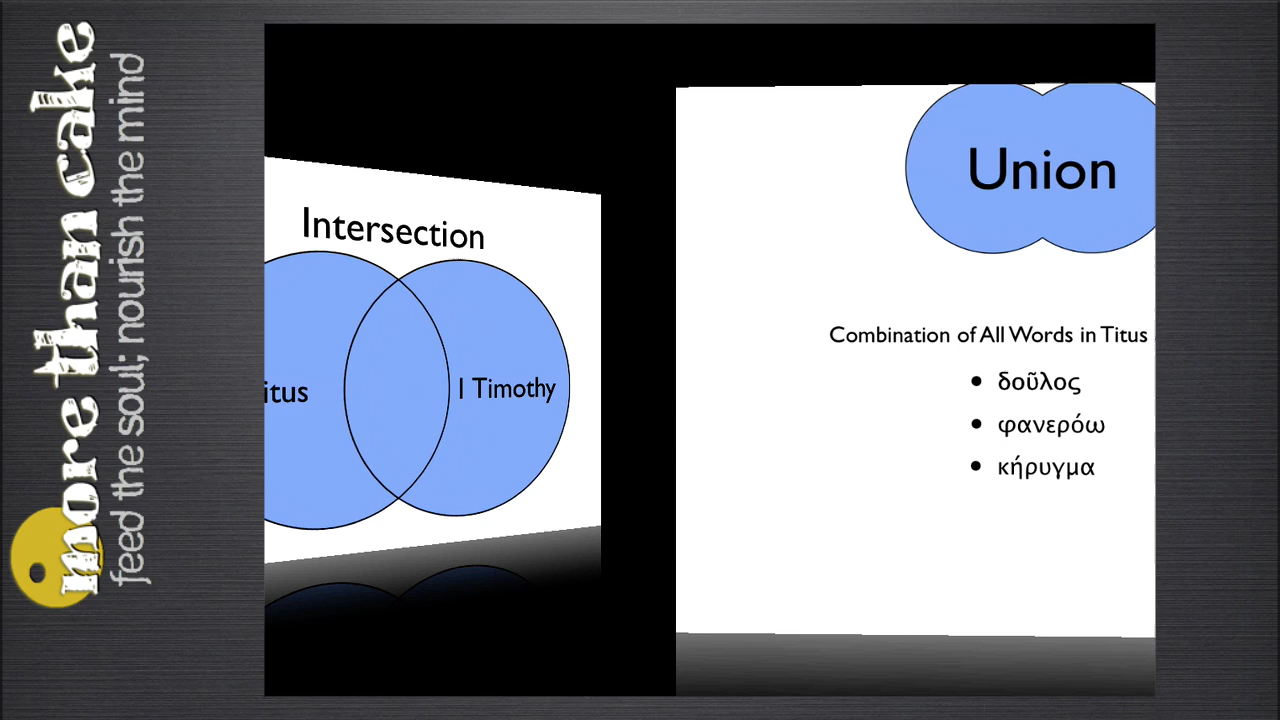 more than cake
feed the soul; nourish the mind
Intersection
itus
1 Timothy
Union
Combination of All Words in Titus
• δοῦλος
• φανερόω
• κήρυγμα